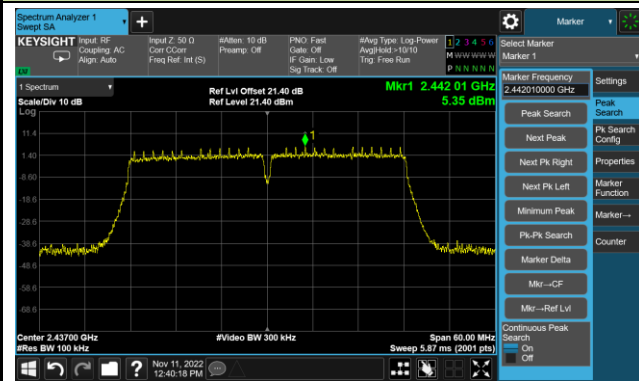 Spectrum Analyzer 1
Swept SA
Marker
KEYSIGHT
Input: RF
Coupling: AC
Align: Auto
Input Z: 50 Ω
Corr CCorr
Freq Ref: Int (S)
#Atten: 10 dB
Preamp: Off
PNO: Fast
Gate: Off
IF Gain: Low
Sig Track: Off
#Avg Type: Log-Power
Avg|Hold:>10/10
Trig: Free Run
1 2 3 4 5 6
M W W W W W
P N N N N N
Select Marker
Marker 1
LXI
1 Spectrum
Scale/Div 10 dB
Log
Ref Lvl Offset 21.40 dB
Ref Level 21.40 dBm
Mkr1 2.442 01 GHz
5.35 dBm
1
11.4
1.40
-8.60
-18.6
-28.6
-38.6
-48.6
-58.6
-68.6
Center 2.43700 GHz
#Res BW 100 kHz
#Video BW 300 kHz
Span 60.00 MHz
Sweep 5.87 ms (2001 pts)
Marker Frequency
2.442010000 GHz
Peak Search
Next Peak
Next Pk Right
Next Pk Left
Minimum Peak
Pk-Pk Search
Marker Delta
Mkr→CF
Mkr→Ref Lvl
Continuous Peak
Search
On
Off
Settings
Peak
Search
Pk Search
Config
Properties
Marker
Function
Marker→
Counter
?
Nov 11, 2022
12:40:18 PM